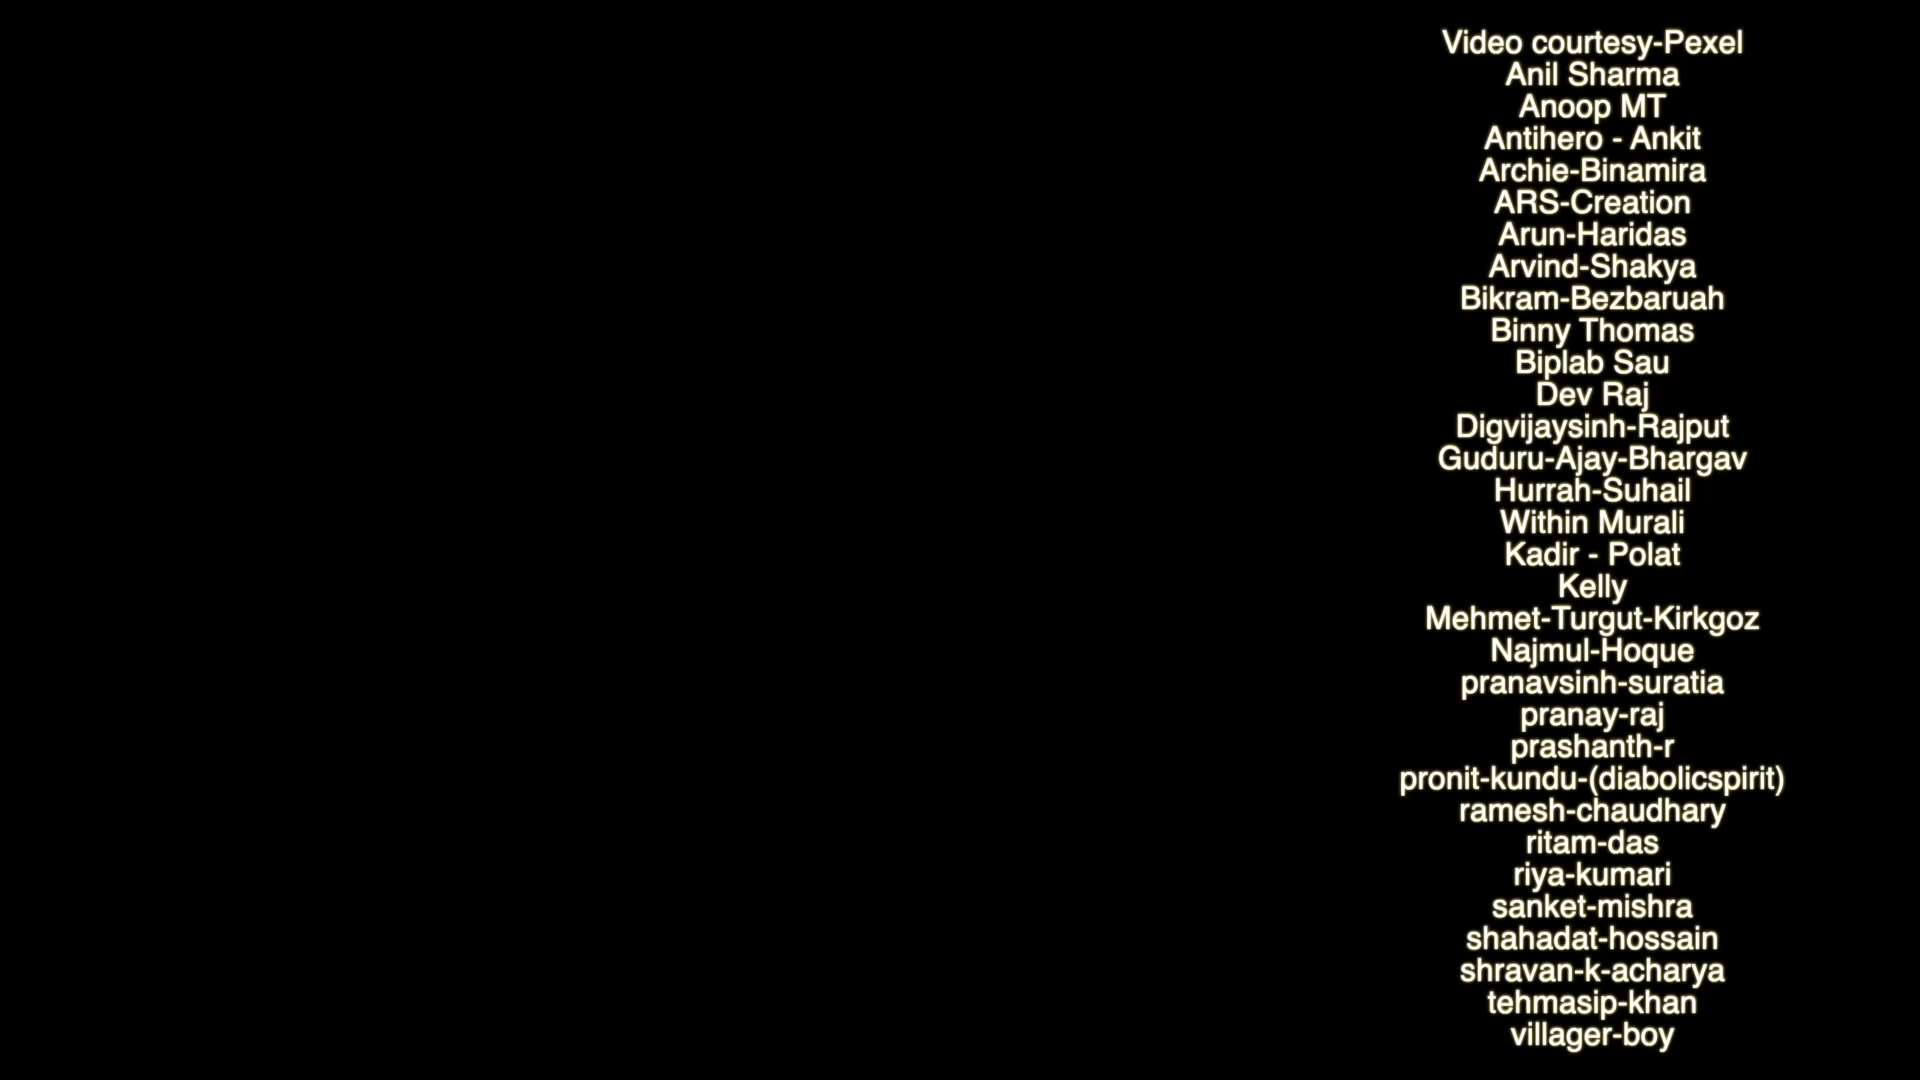 Video courtesy-Pexel
Anil Sharma
Anoop MT
Antihero - Ankit
Archie-Binamira
ARS-Creation
Arun-Haridas
Arvind-Shakya
Bikram-Bezbaruah
Binny Thomas
Biplab Sau
Dev Raj
Digvijaysinh-Rajput
Guduru-Ajay-Bhargav
Hurrah-Suhail
Within Murali
Kadir - Polat
Kelly
Mehmet-Turgut-Kirkgoz
Najmul-Hoque
pranavsinh-suratia
pranay-raj
prashanth-r
pronit-kundu-(diabolicspirit)
ramesh-chaudhary
ritam-das
riya-kumari
sanket-mishra
shahadat-hossain
shravan-k-acharya
tehmasip-khan
villager-boy